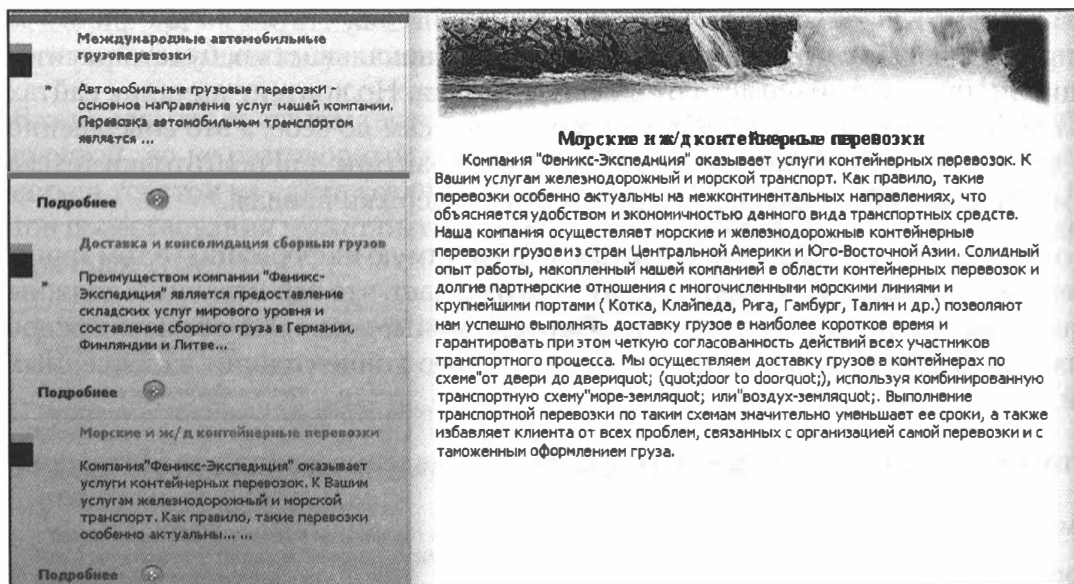 Международные автомобильные
грузоперевозки
Автомобильные грузовые перевозки -
основное направление услуг нашей компании.
Перевозка автомобильным транспортом
является ...
Подробнее
Доставка и консолидация сборным грузов
Преимуществом компании "Феникс-
Экспедиция" является предоставление
складских услуг мирового уровня и
составление сборного груза в Германии,
Финляндии и Литве...
Подробнее
Морские и ж/д контейнерные перевозки
Компания"Феникс-Экспедиция" оказывает
услуги контейнерных перевозок. К Вашим
услугам железнодорожный и морской
транспорт. Как правило, такие перевозки
особенно актуальны... ...
Подробнее
Морские и ж/д контейнерные перевозки
Компания "Феникс-Экспедиция" оказывает услуги контейнерных перевозок. К
Вашим услугам железнодорожный и морской транспорт. Как правило, такие
перевозки особенно актуальны на межконтинентальных направлениях, что
объясняется удобством и экономичностью данного вида транспортных средств.
Наша компания осуществляет морские и железнодорожные контейнерные
перевозки грузов из стран Центральной Америки и Юго-Восточной Азии. Солидный
опыт работы, накопленный нашей компанией в области контейнерных перевозок и
долгие партнерские отношения с многочисленными морскими линиями и
крупнейшими портами ( Котка, Клайпеда, Рига, Гамбург, Талин и др.) позволяют
нам успешно выполнять доставку грузов в наиболее короткое время и
гарантировать при этом четкую согласованность действий всех участников
транспортного процесса. Мы осуществляем доставку грузов в контейнерах по
схеме"от двери до двериquot; (quot;door to doorquot;), используя комбинированную
транспортную схему"море-земляquot; или"воздух-земляquot;. Выполнение
транспортной перевозки по таким схемам значительно уменьшает ее сроки, а также
избавляет клиента от всех проблем, связанных с организацией самой перевозки и с
таможенным оформлением груза.